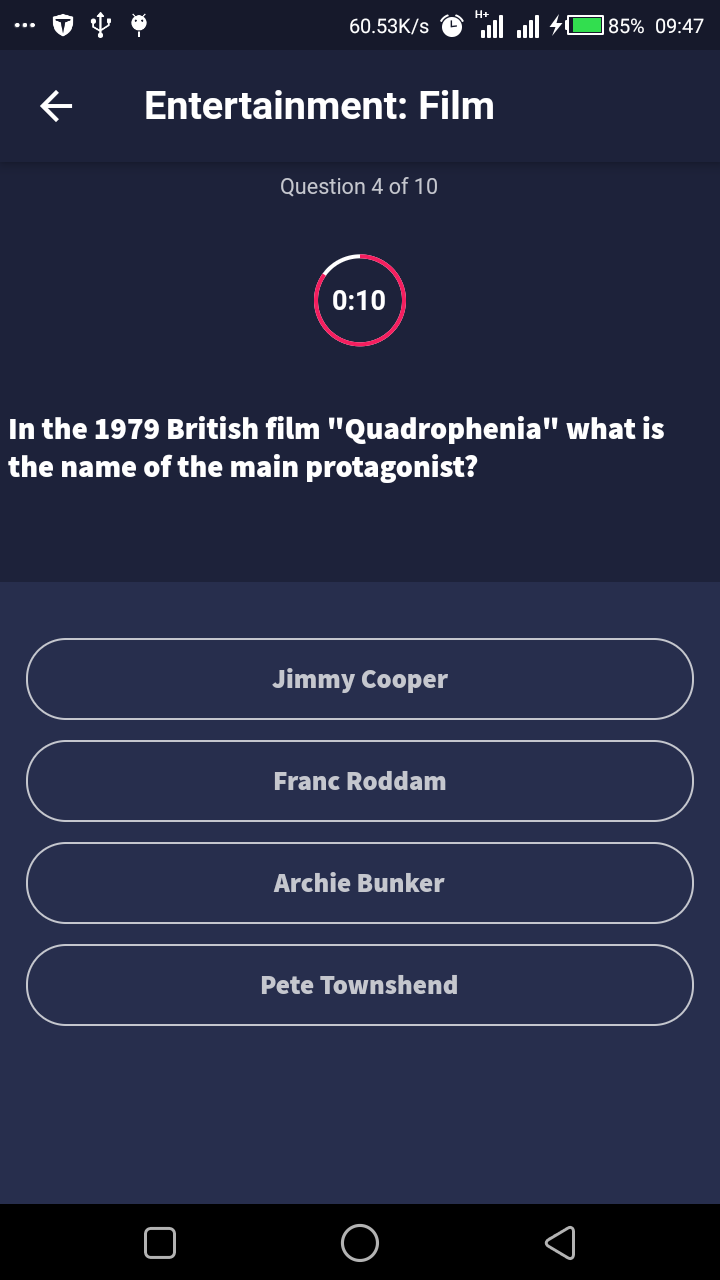 60.53K/s H+ 85% 09:47
Entertainment: Film
Question 4 of 10
0:10
In the 1979 British film "Quadrophenia" what is
the name of the main protagonist?
Jimmy Cooper
Franc Roddam
Archie Bunker
Pete Townshend